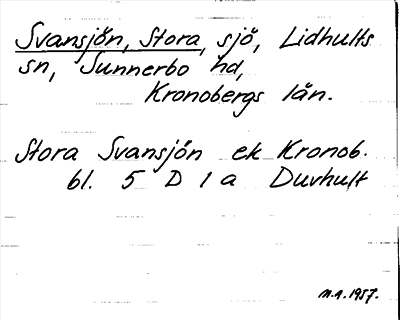 Svansjön, Stora, sjö, Lidhults
sn, Sunnerbo hd,
Kronobergs län.
Stora Svansjön ek Kronob.
bl. 5 D 1 a Duvhult
M.A. 1957.